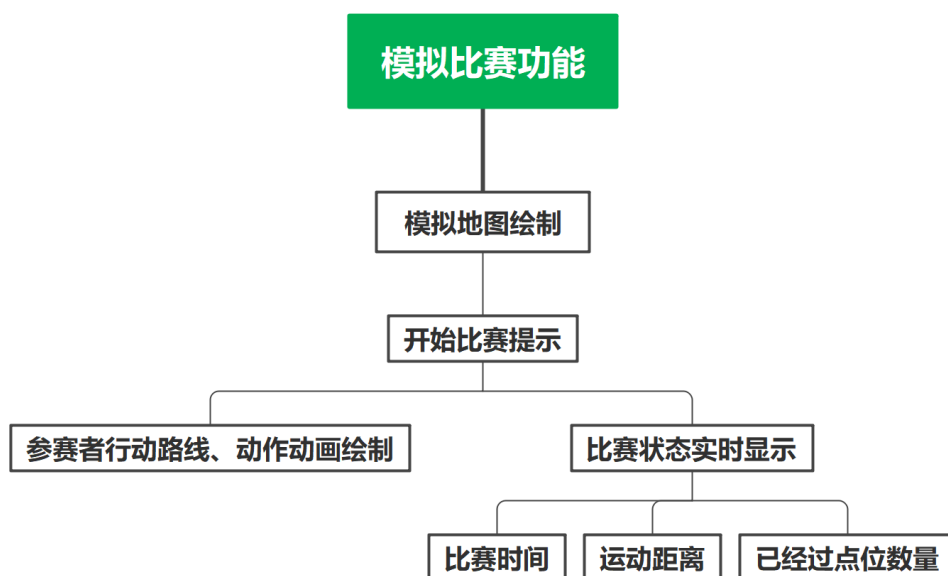 模拟比赛功能
模拟地图绘制
开始比赛提示
参赛者行动路线、动作动画绘制
比赛状态实时显示
比赛时间
运动距离
已经过点位数量